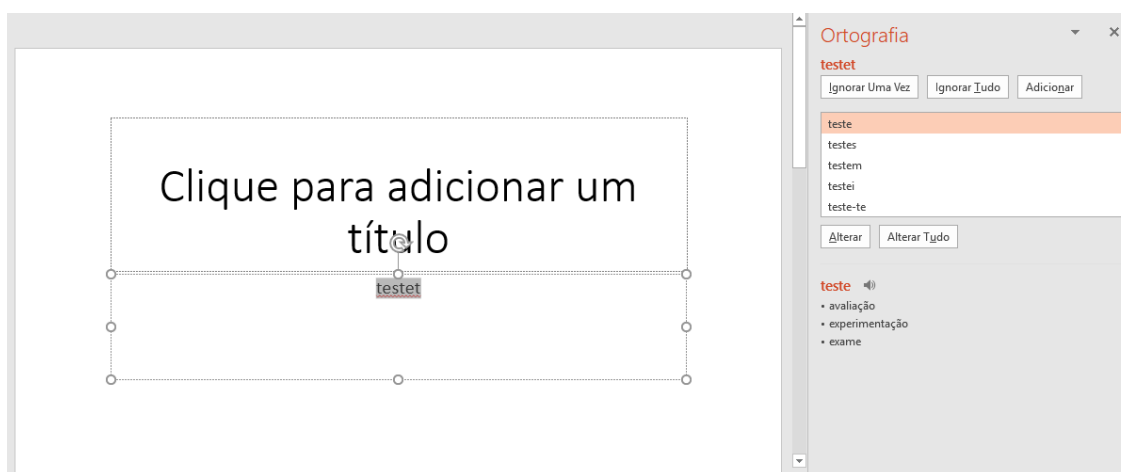 Clique para adicionar um
título
testet
Ortografia
testet
Ignorar Uma Vez Ignorar Tudo Adicionar
teste
testes
testem
testei
teste-te
Alterar Alterar Tudo
teste
• avaliação
• experimentação
• exame